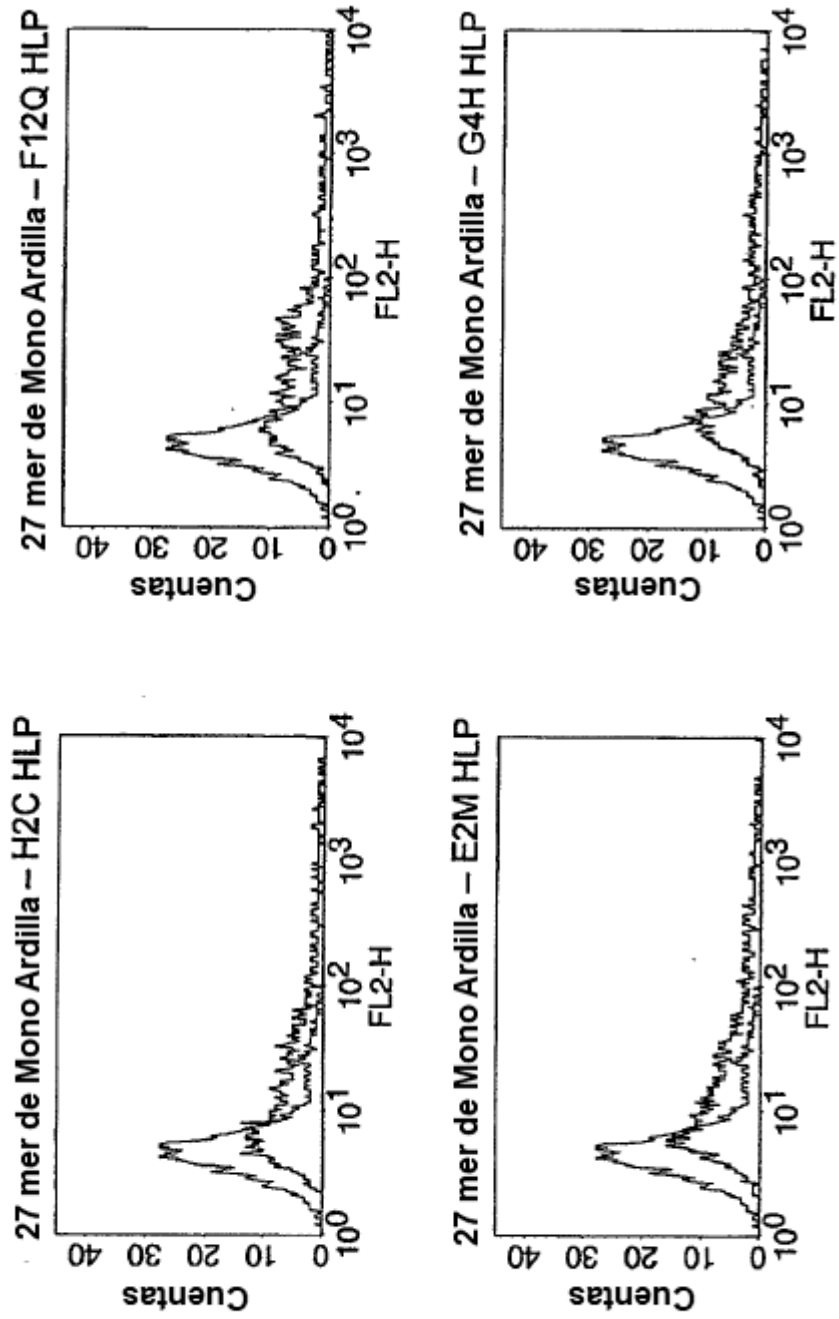 27 mer de Mono Ardilla – H2C HLP
Cuentas
40
30
20
10
0
10^0 10^1 10^2 10^3 10^4
FL2-H
27 mer de Mono Ardilla – F12Q HLP
Cuentas
40
30
20
10
0
10^0 10^1 10^2 10^3 10^4
FL2-H
27 mer de Mono Ardilla – E2M HLP
Cuentas
40
30
20
10
0
10^0 10^1 10^2 10^3 10^4
FL2-H
27 mer de Mono Ardilla – G4H HLP
Cuentas
40
30
20
10
0
10^0 10^1 10^2 10^3 10^4
FL2-H